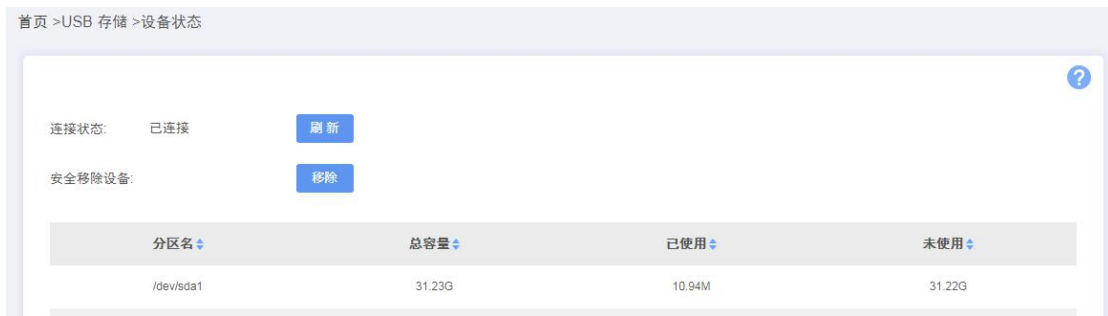 首页 >USB 存储 >设备状态
?
连接状态: 已连接 刷 新
安全移除设备: 移除
分区名 总容量 已使用 未使用
/dev/sda1 31.23G 10.94M 31.22G